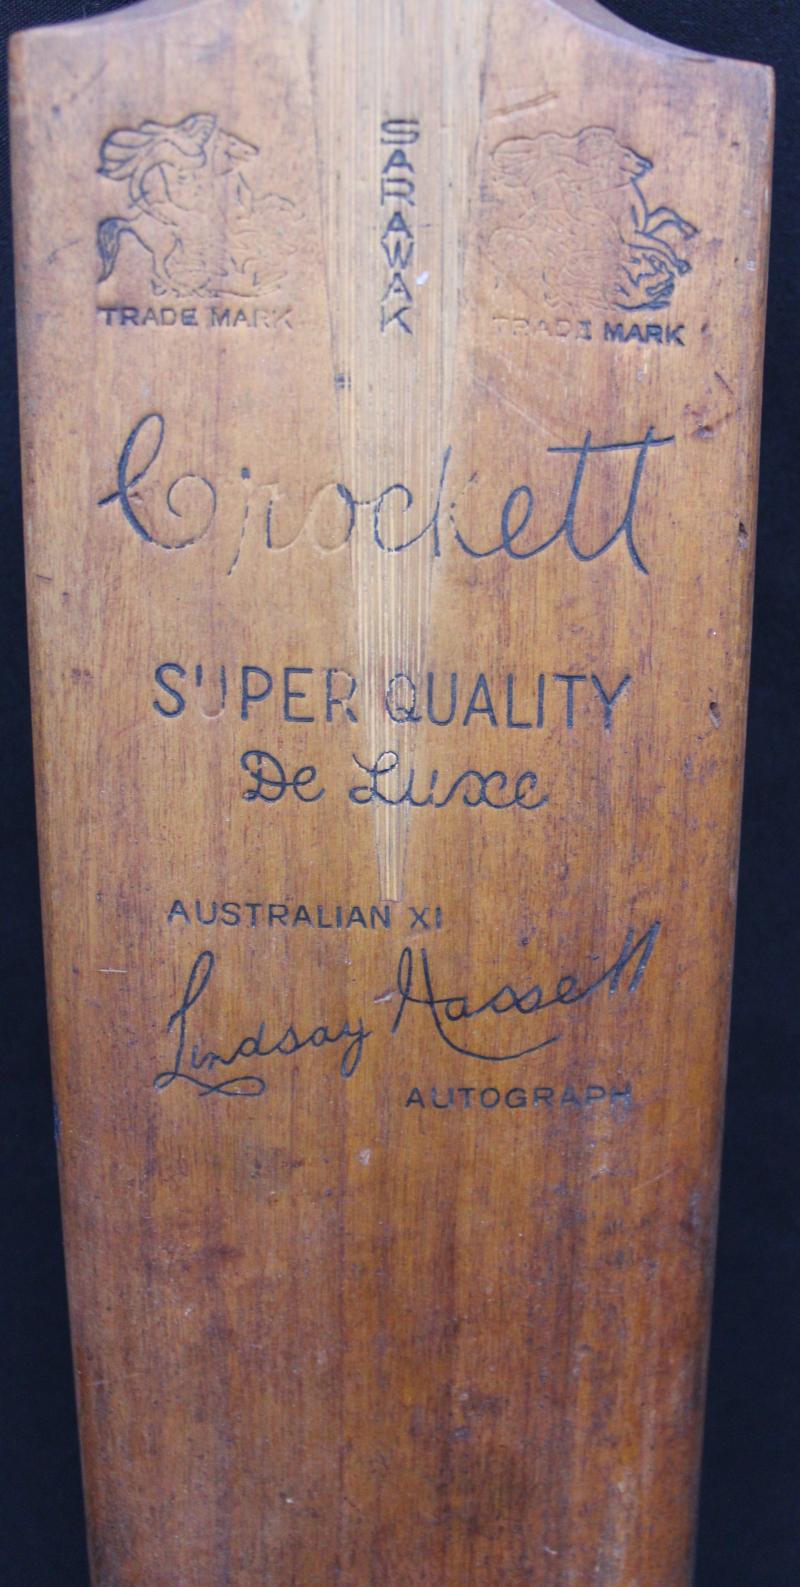 SARAWAK
TRADE MARK
TRADE MARK
Crockett
SUPER QUALITY
De Luxe
AUSTRALIAN XI
Lindsay Hassett
AUTOGRAPH